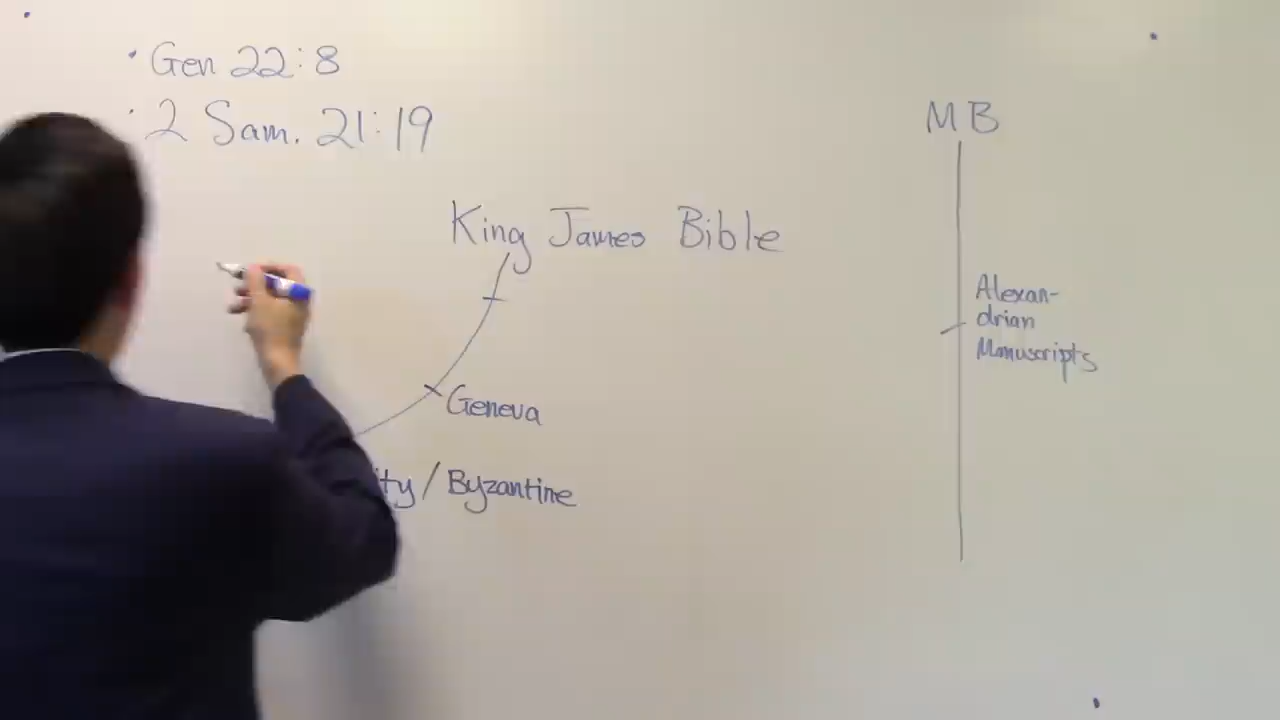 Gen 22:8
2 Sam. 21:19
King James Bible
Geneva
ity / Byzantine
MB
Alexan-
drian
Manuscripts